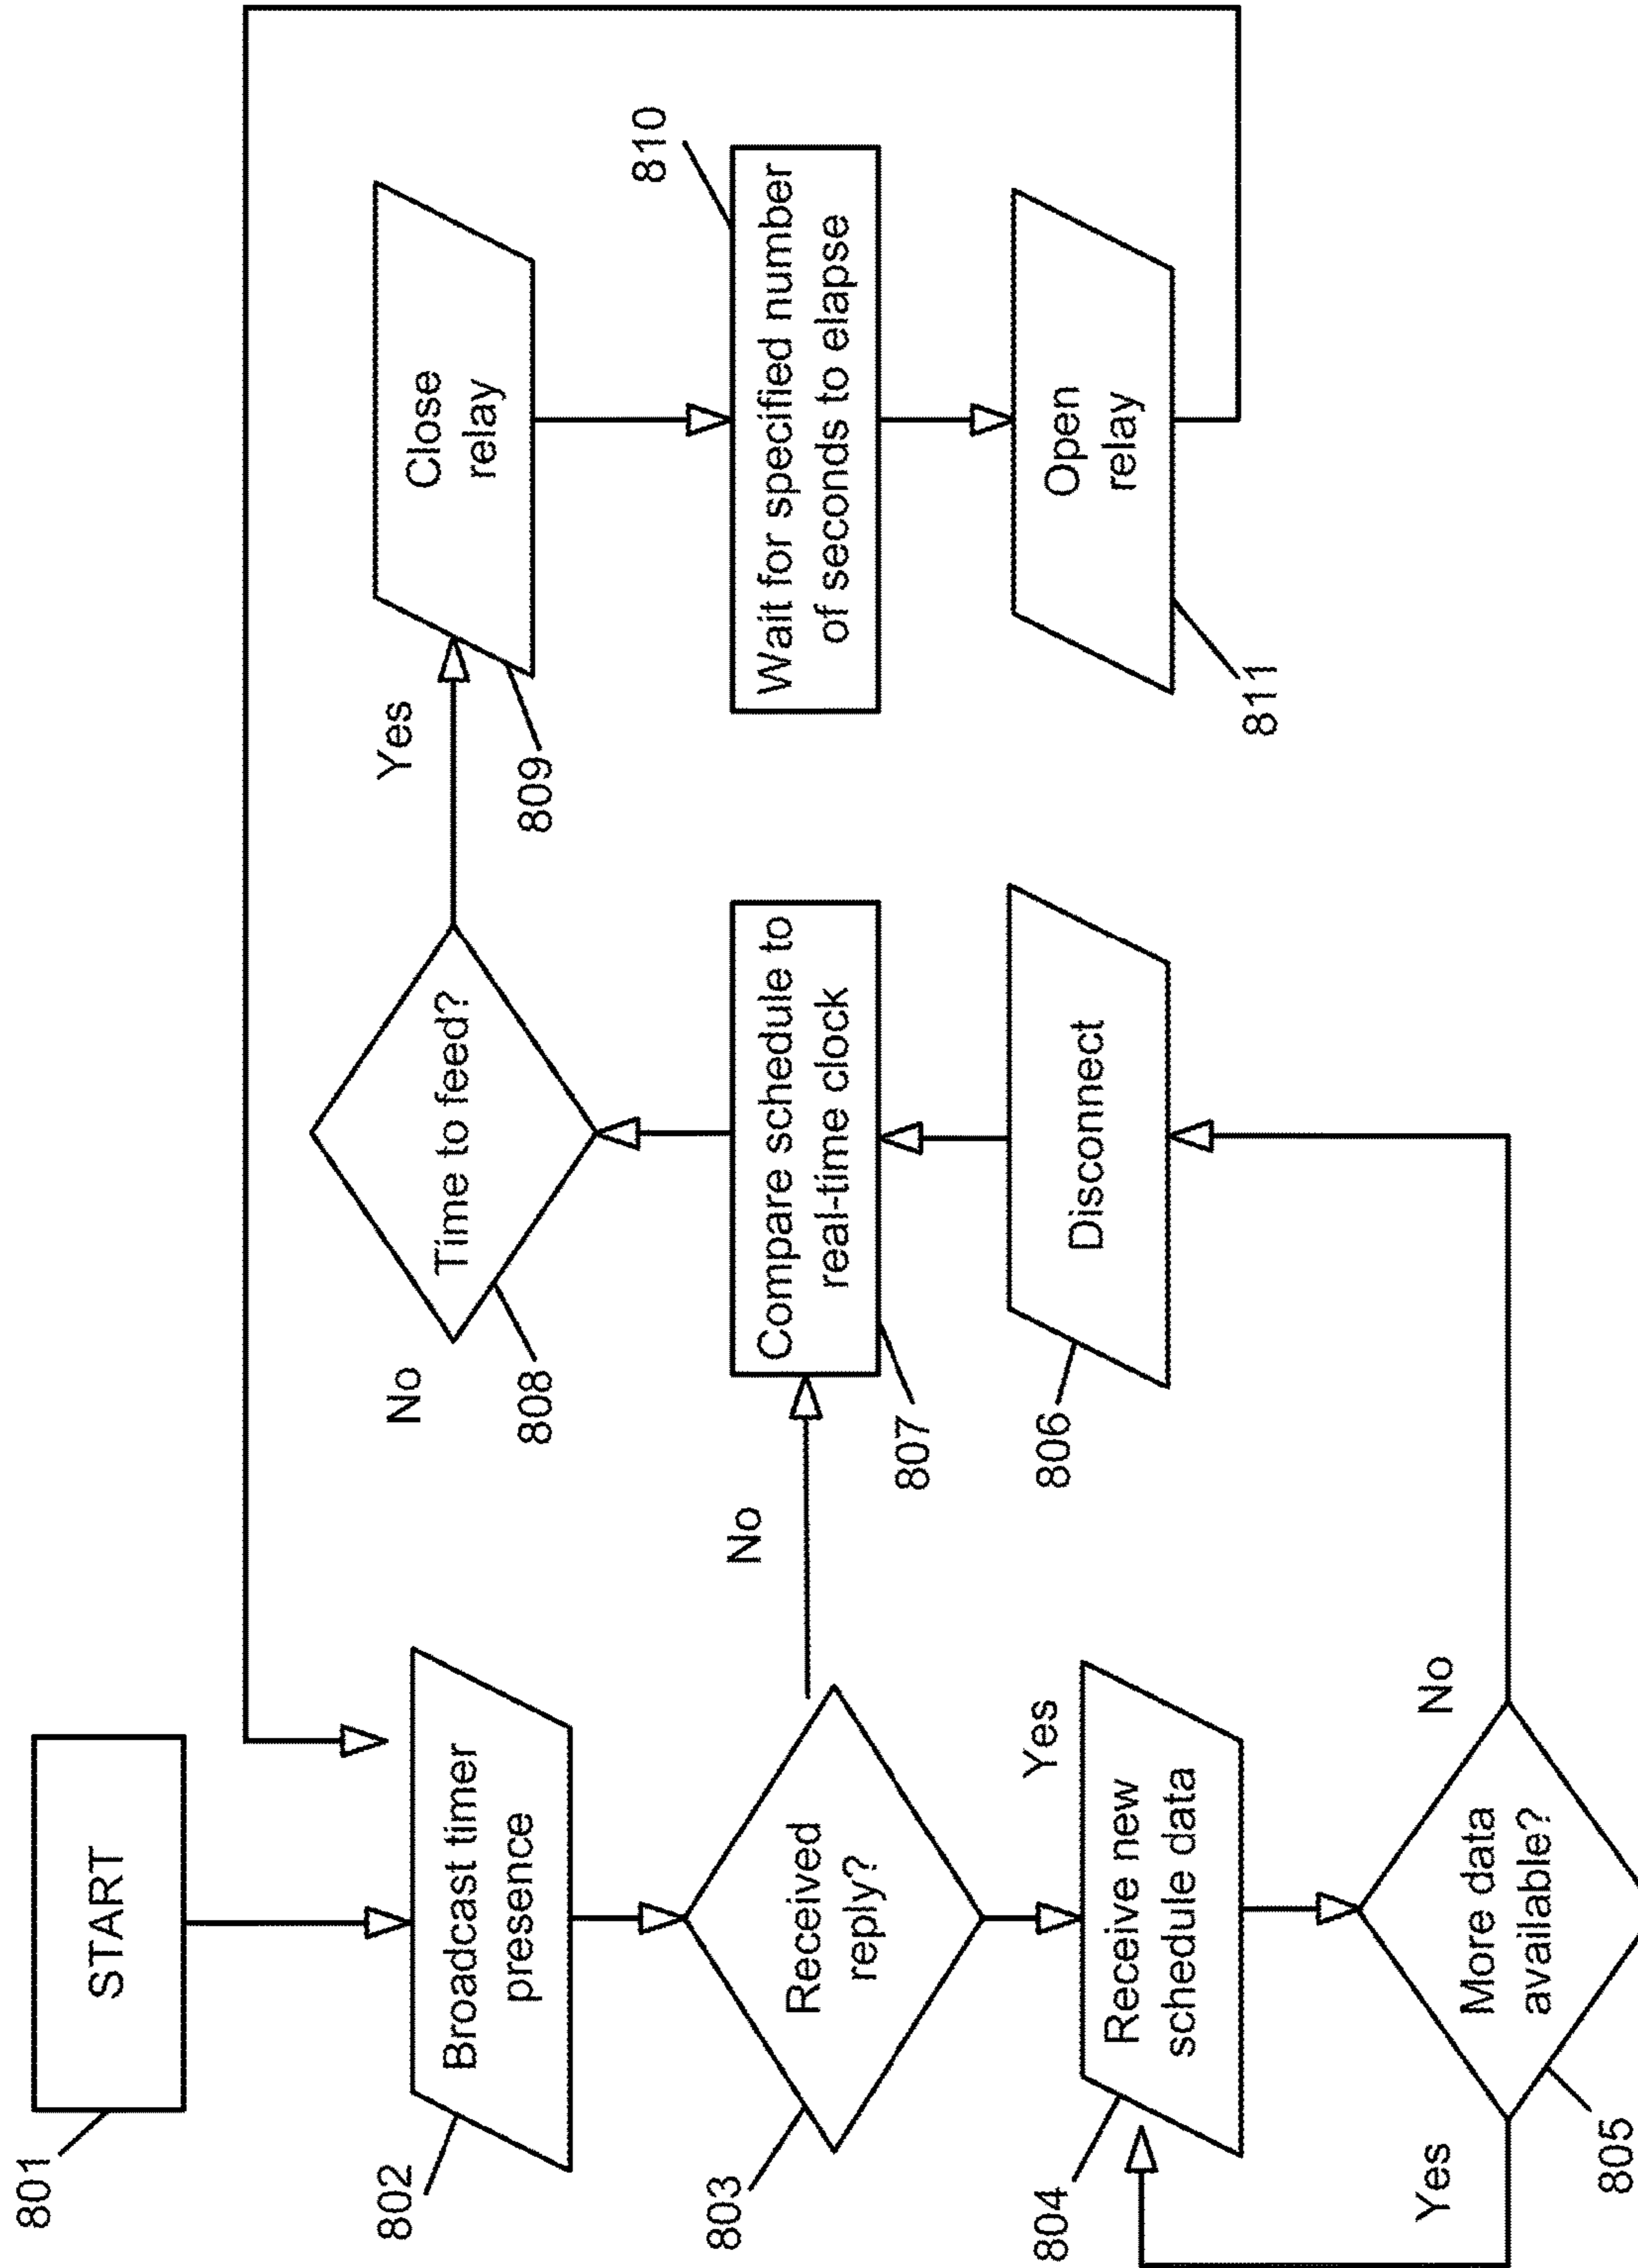 801
START
802
Broadcast timer
presence
803
Received
reply?
No
Yes
804
Receive new
schedule data
Yes
805
More data
available?
No
No
Time to feed?
808
Yes
Compare schedule to
real-time clock
807
806
Disconnect
809
Close
relay
810
Wait for specified number
of seconds to elapse
Open
relay
811